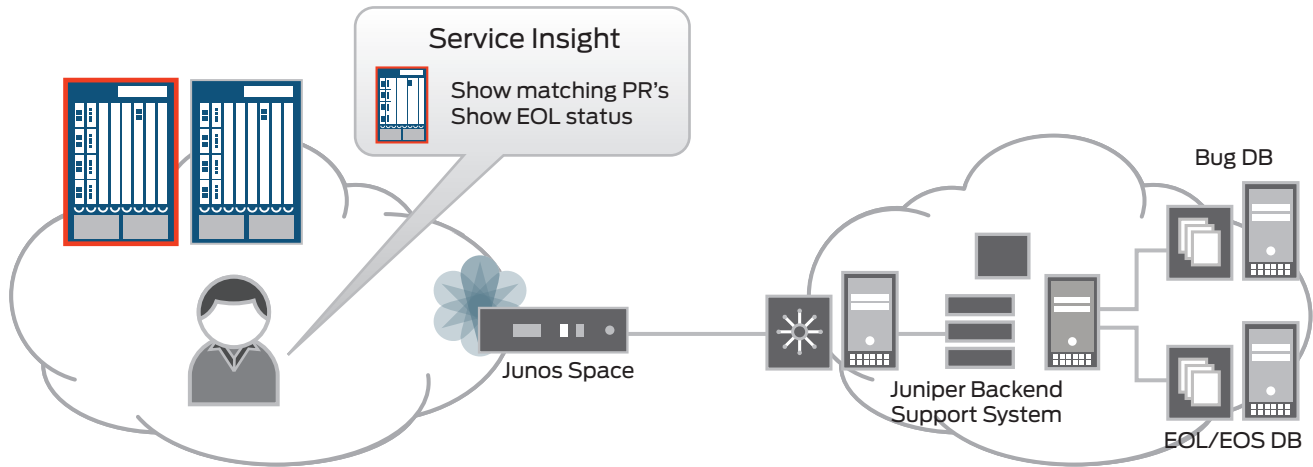 Service Insight
Show matching PR's
Show EOL status
Junos Space
Juniper Backend
Support System
Bug DB
EOL/EOS DB